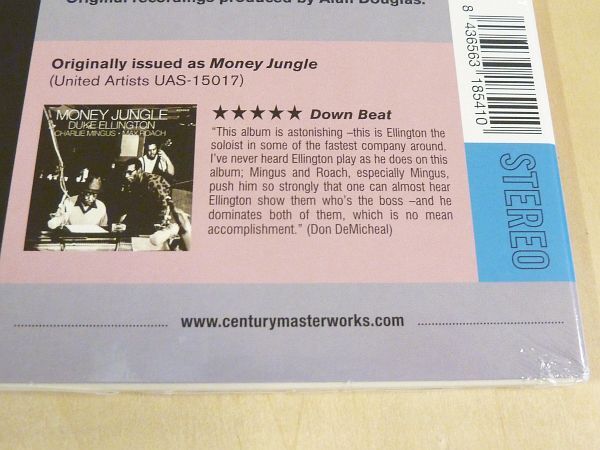 Original recordings produced by Alan Douglas.
Originally issued as Money Jungle
(United Artists UAS-15017)
MONEY JUNGLE
DUKE ELLINGTON
CHARLIE MINGUS • MAX ROACH
★★★★★ Down Beat
“This album is astonishing –this is Ellington the
soloist in some of the fastest company around.
I’ve never heard Ellington play as he does on this
album; Mingus and Roach, especially Mingus,
push him so strongly that one can almost hear
Ellington show them who’s the boss –and he
dominates both of them, which is no mean
accomplishment.” (Don DeMicheal)
8 436563 185410
STEREO
www.centurymasterworks.com